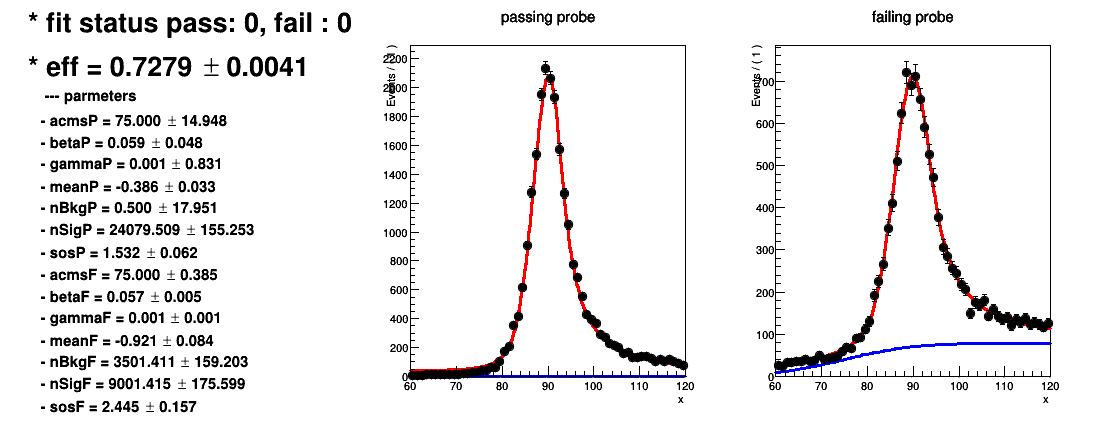 * fit status pass: 0, fail : 0
* eff = 0.7279 ± 0.0041
--- parmeters
- acmsP = 75.000 ± 14.948
- betaP = 0.059 ± 0.048
- gammaP = 0.001 ± 0.831
- meanP = -0.386 ± 0.033
- nBkgP = 0.500 ± 17.951
- nSigP = 24079.509 ± 155.253
- sosP = 1.532 ± 0.062
- acmsF = 75.000 ± 0.385
- betaF = 0.057 ± 0.005
- gammaF = 0.001 ± 0.001
- meanF = -0.921 ± 0.084
- nBkgF = 3501.411 ± 159.203
- nSigF = 9001.415 ± 175.599
- sosF = 2.445 ± 0.157
passing probe
2200
2000
1800
1600
1400
1200
1000
800
600
400
200
0
60 70 80 90 100 110 120
x
failing probe
Events / ( 1 )
700
600
500
400
300
200
100
0
60 70 80 90 100 110 120
x